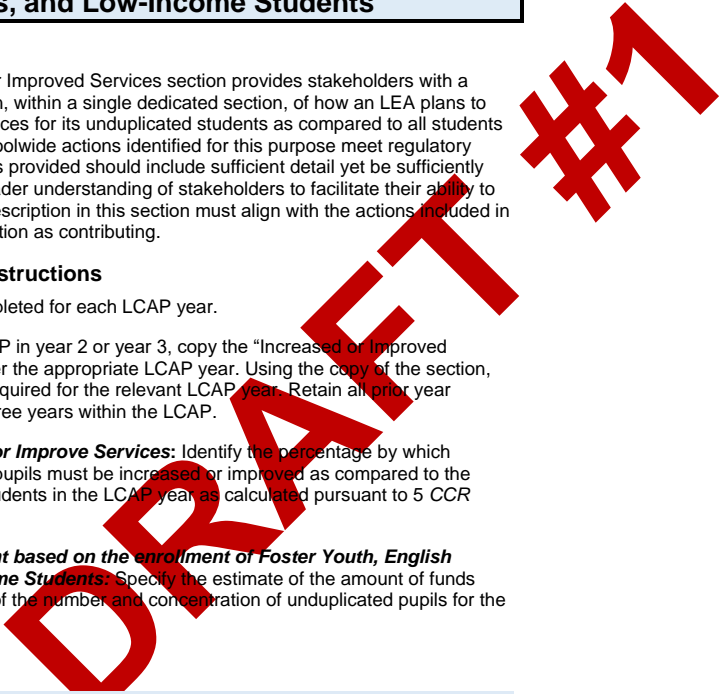 s, and Low-Income Students
r Improved Services section provides stakeholders with a
n, within a single dedicated section, of how an LEA plans to
ces for its unduplicated students as compared to all students
oolwide actions identified for this purpose meet regulatory
s provided should include sufficient detail yet be sufficiently
ader understanding of stakeholders to facilitate their ability to
escription in this section must align with the actions included in
tion as contributing.
structions
pleted for each LCAP year.
P in year 2 or year 3, copy the “Increased or Improved
er the appropriate LCAP year. Using the copy of the section,
quired for the relevant LCAP year. Retain all prior year
ree years within the LCAP.
or Improve Services: Identify the percentage by which
pupils must be increased or improved as compared to the
udents in the LCAP year as calculated pursuant to 5 CCR
nt based on the enrollment of Foster Youth, English
me Students: Specify the estimate of the amount of funds
of the number and concentration of unduplicated pupils for the
DRAFT #1